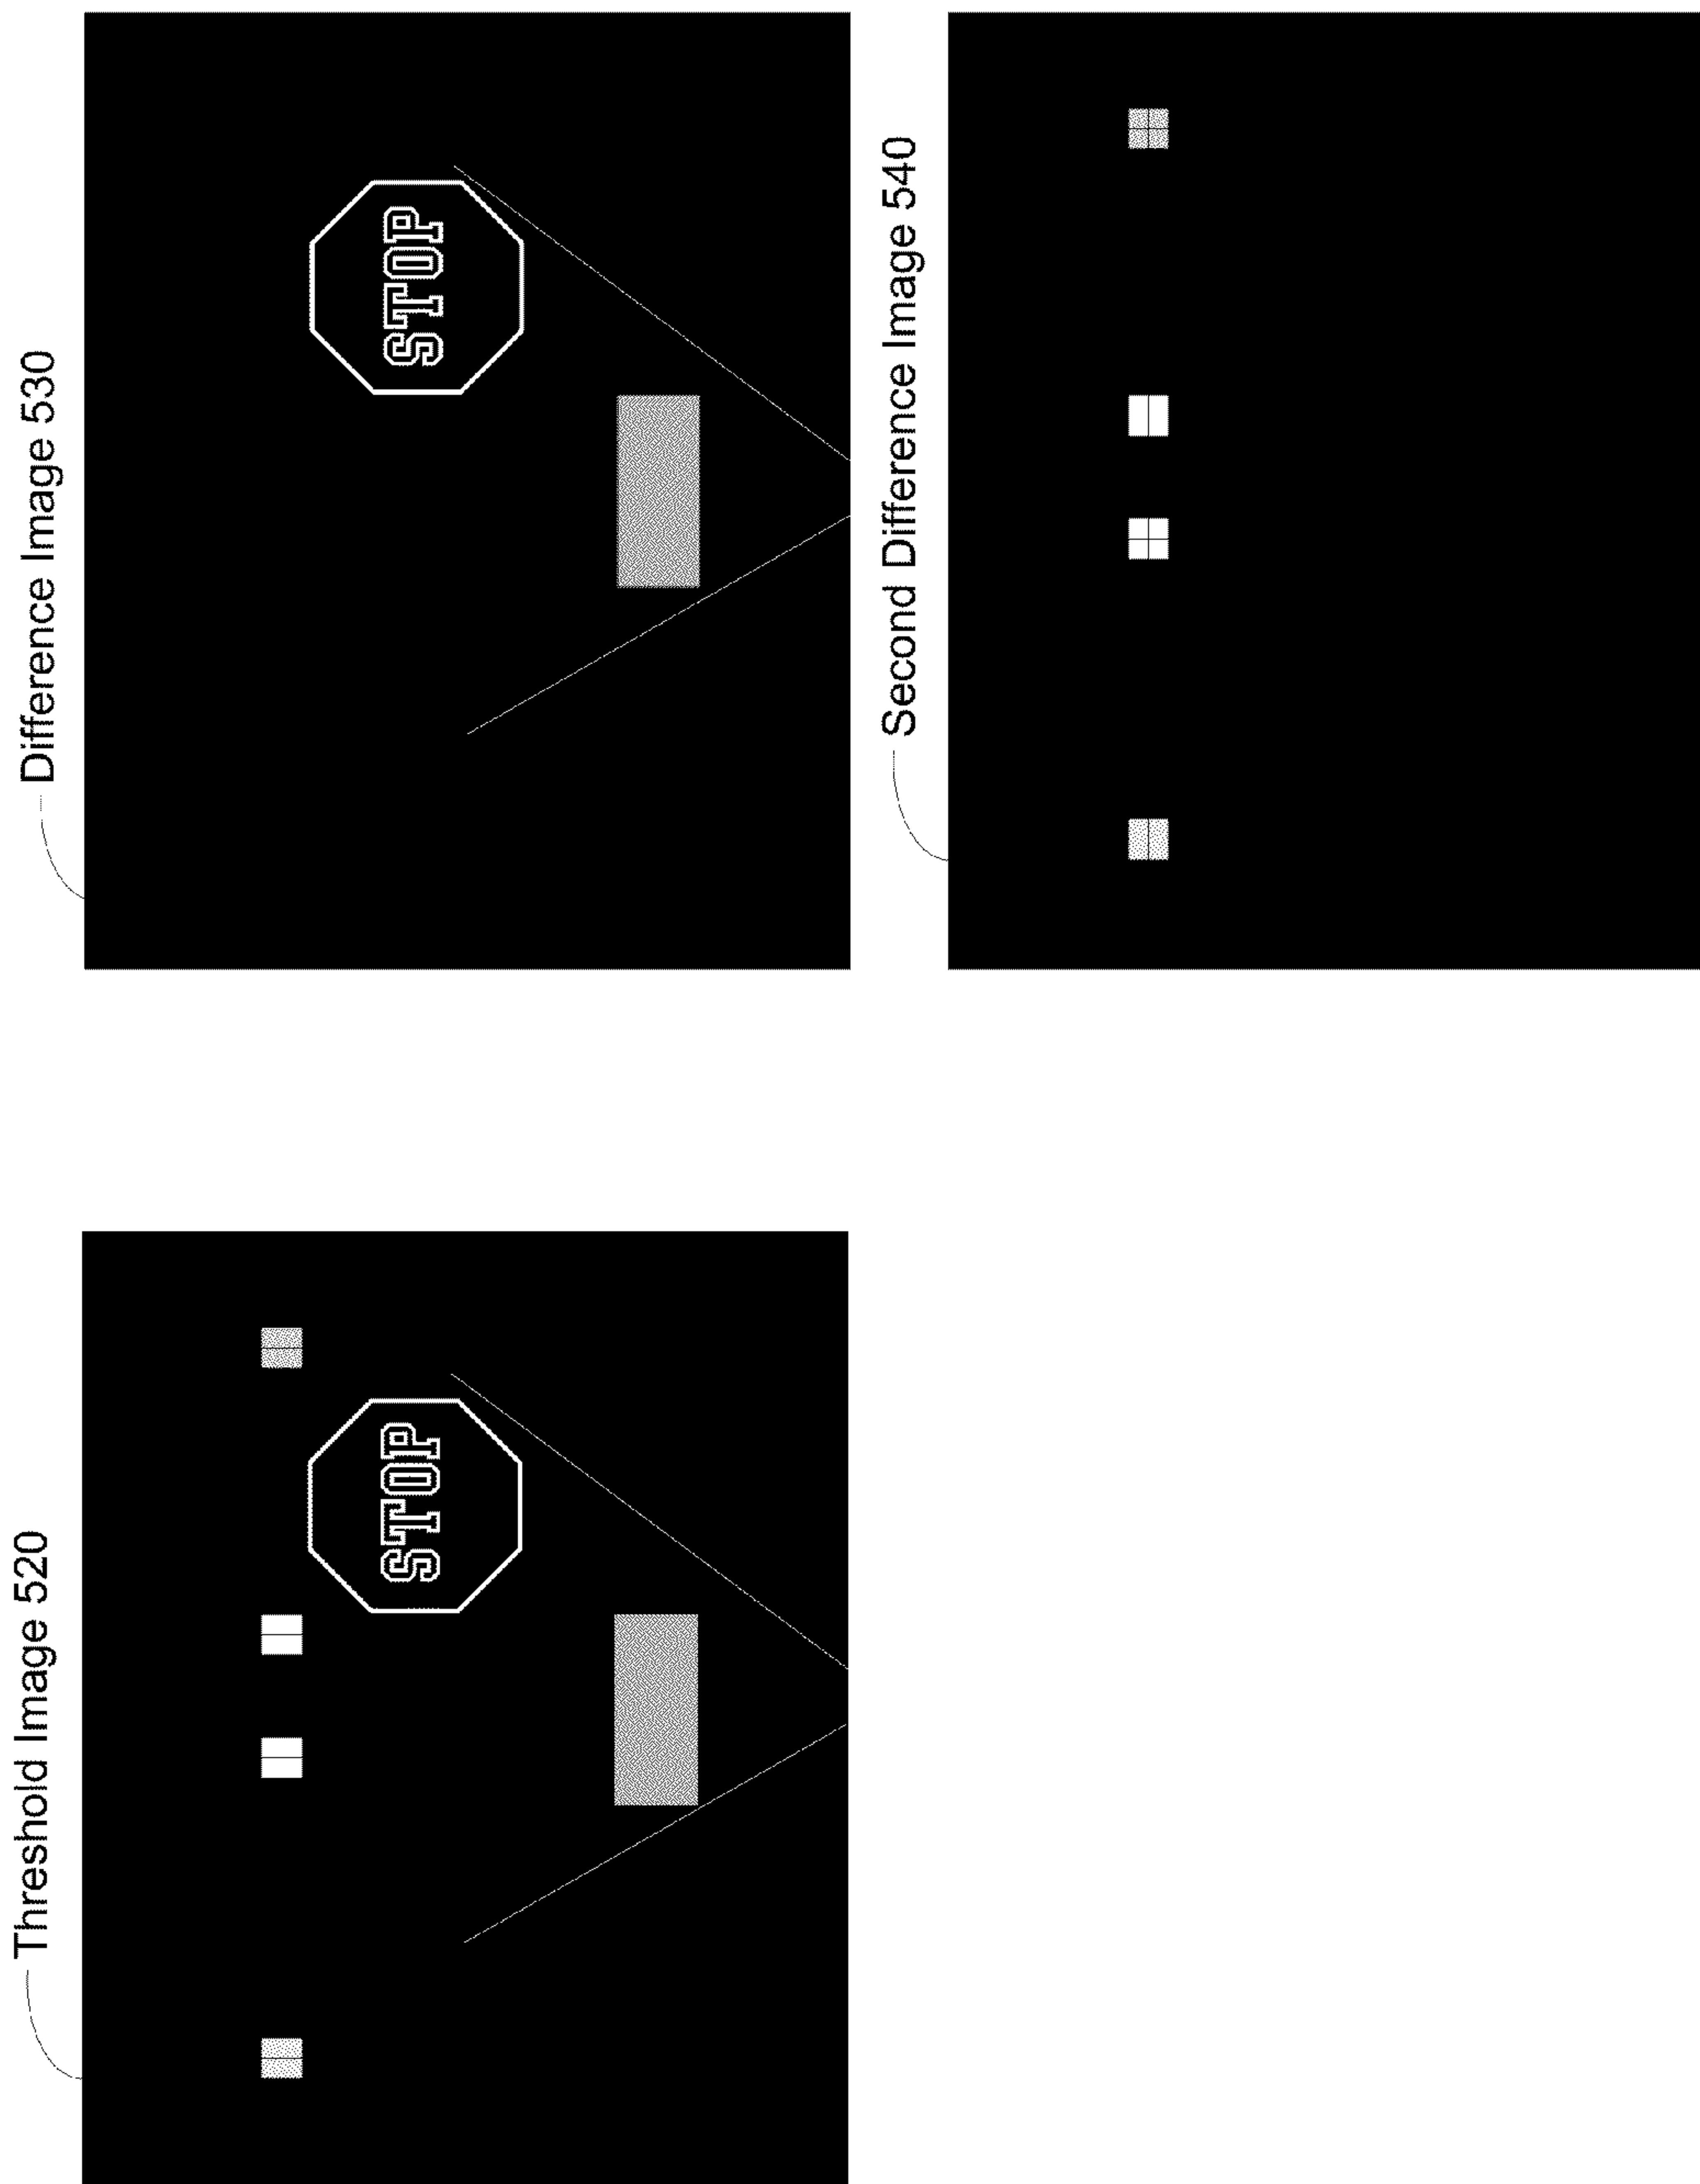 Threshold Image 520
STOP
Difference Image 530
STOP
Second Difference Image 540